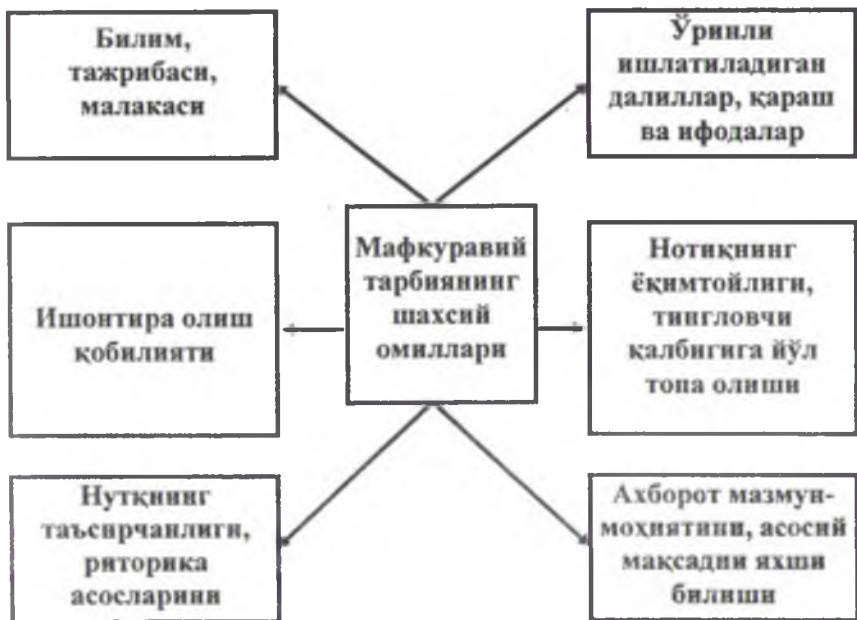 Билим,
тажрибаси,
малакаси
Ўринли
ишлатиладиган
далиллар, қараш
ва ифодалар
Ишонтира олиш
қобилияти
Мафкуравий
тарбиянинг
шахсий
омиллари
Нотиқнинг
ёқимтойлиги,
тингловчи
қалбигига йўл
топа олиши
Нутқнинг
таъсирчанлиги,
риторика
асосларини
Ахборот мазмун-
моҳиятини, асосий
мақсадни яхши
билиши